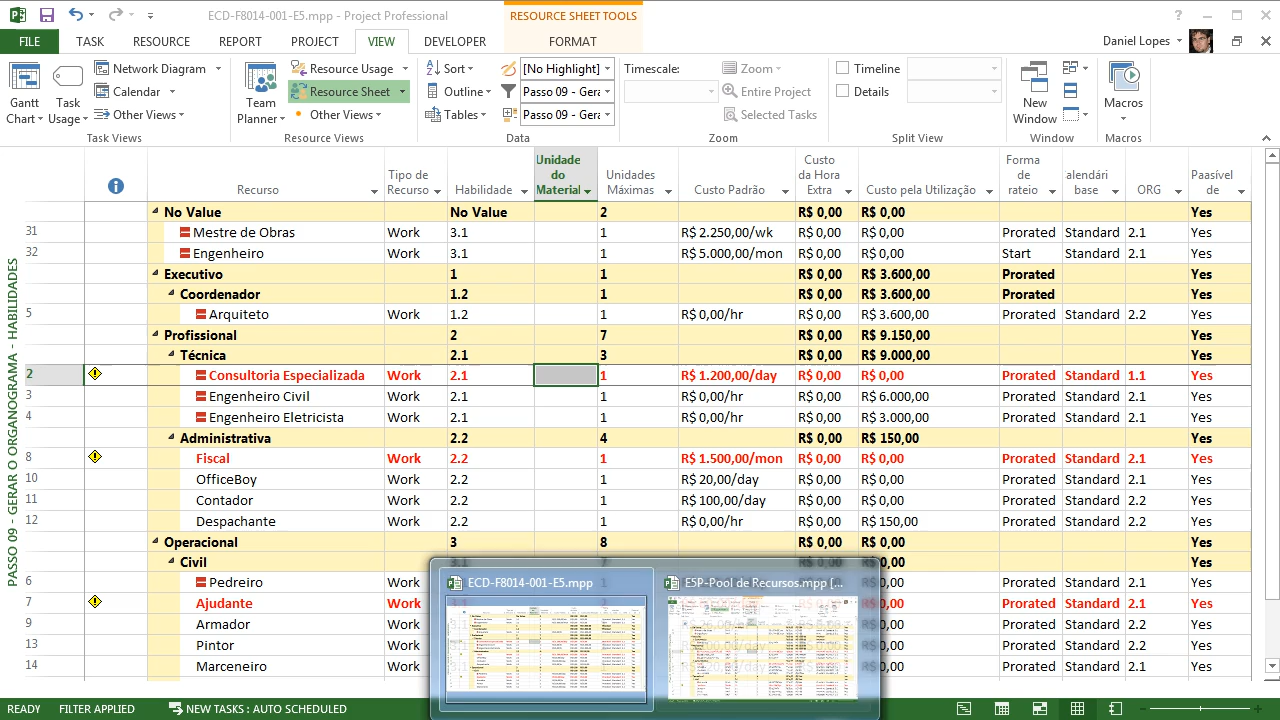 ECD-F8014-001-E5.mpp - Project Professional
RESOURCE SHEET TOOLS
FILE TASK RESOURCE REPORT PROJECT VIEW DEVELOPER FORMAT Daniel Lopes
Network Diagram Resource Usage Sort [No Highlight] Timescale: Zoom Timeline
Gantt Chart Task Usage Calendar Team Planner Resource Sheet Outline Passo 09 - Gera Entire Project Details New Window Macros
Other Views Other Views Tables Passo 09 - Gera Selected Tasks
Task Views Resource Views Data Zoom Split View Window Macros
Recurso Tipo de Recurso Habilidade Unidade do Material Unidades Máximas Custo Padrão Custo da Hora Extra Custo pela Utilização Forma de rateio alendári base ORG Paasível de
No Value No Value 2 R$ 0,00 R$ 0,00 Yes
31 Mestre de Obras Work 3.1 1 R$ 2.250,00/wk R$ 0,00 R$ 0,00 Prorated Standard 2.1 Yes
32 Engenheiro Work 3.1 1 R$ 5.000,00/mon R$ 0,00 R$ 0,00 Start Standard 2.1 Yes
Executivo 1 1 R$ 0,00 R$ 3.600,00 Prorated Yes
Coordenador 1.2 1 R$ 0,00 R$ 3.600,00 Prorated Yes
5 Arquiteto Work 1.2 1 R$ 0,00/hr R$ 0,00 R$ 3.600,00 Prorated Standard 2.2 Yes
Profissional 2 7 R$ 0,00 R$ 9.150,00 Yes
Técnica 2.1 3 R$ 0,00 R$ 9.000,00 Yes
2 Consultoria Especializada Work 2.1 1 R$ 1.200,00/day R$ 0,00 R$ 0,00 Prorated Standard 1.1 Yes
3 Engenheiro Civil Work 2.1 1 R$ 0,00/hr R$ 0,00 R$ 6.000,00 Prorated Standard 2.1 Yes
4 Engenheiro Eletricista Work 2.1 1 R$ 0,00/hr R$ 0,00 R$ 3.000,00 Prorated Standard 2.1 Yes
Administrativa 2.2 4 R$ 0,00 R$ 150,00 Yes
8 Fiscal Work 2.2 1 R$ 1.500,00/mon R$ 0,00 R$ 0,00 Prorated Standard 2.1 Yes
10 OfficeBoy Work 2.2 1 R$ 20,00/day R$ 0,00 R$ 0,00 Prorated Standard 2.2 Yes
11 Contador Work 2.2 1 R$ 100,00/day R$ 0,00 R$ 0,00 Prorated Standard 2.2 Yes
12 Despachante Work 2.2 1 R$ 0,00/hr R$ 0,00 R$ 150,00 Prorated Standard 2.2 Yes
Operacional 3 8 R$ 0,00 R$ 0,00 Yes
Civil 0,00 Yes
6 Pedreiro Work 0,00 Prorated Standard 2.1 Yes
7 Ajudante Work 0,00 Prorated Standard 2.1 Yes
9 Armador Work 0,00 Prorated Standard 2.2 Yes
13 Pintor Work 0,00 Prorated Standard 2.2 Yes
14 Marceneiro Work 0,00 Prorated Standard 2.2 Yes
PASSO 09 - GERAR O ORGANOGRAMA - HABILIDADES
ECD-F8014-001-E5.mpp
E5P-Pool de Recursos.mpp [...
READY FILTER APPLIED NEW TASKS : AUTO SCHEDULED